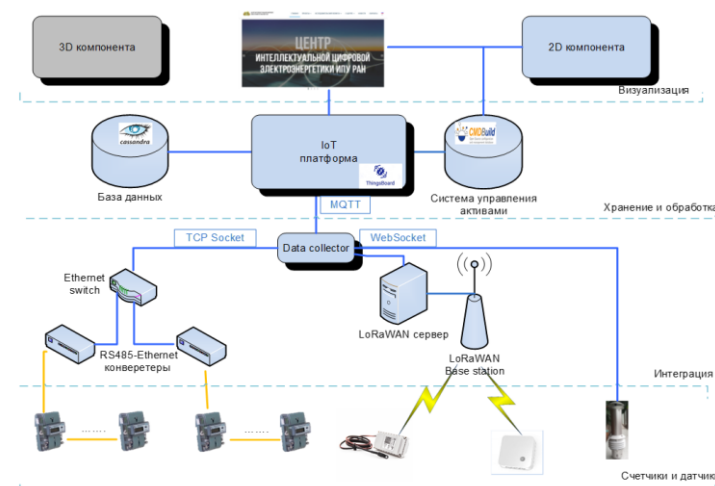 3D компонента
ЦЕНТР
ИНТЕЛЛЕКТУАЛЬНОЙ ЦИФРОВОЙ
ЭЛЕКТРОЭНЕРГЕТИКИ ИПУ РАН
2D компонента
Визуализация
cassandra
База данных
IoT
платформа
ThingsBoard
CMDBuild
Система управления
активами
MQTT
Хранение и обработка
TCP Socket
Data collector
WebSocket
Ethernet
switch
RS485-Ethernet
конверетеры
LoRaWAN сервер
LoRaWAN
Base station
Интеграция
.......
.......
Счетчики и датчики